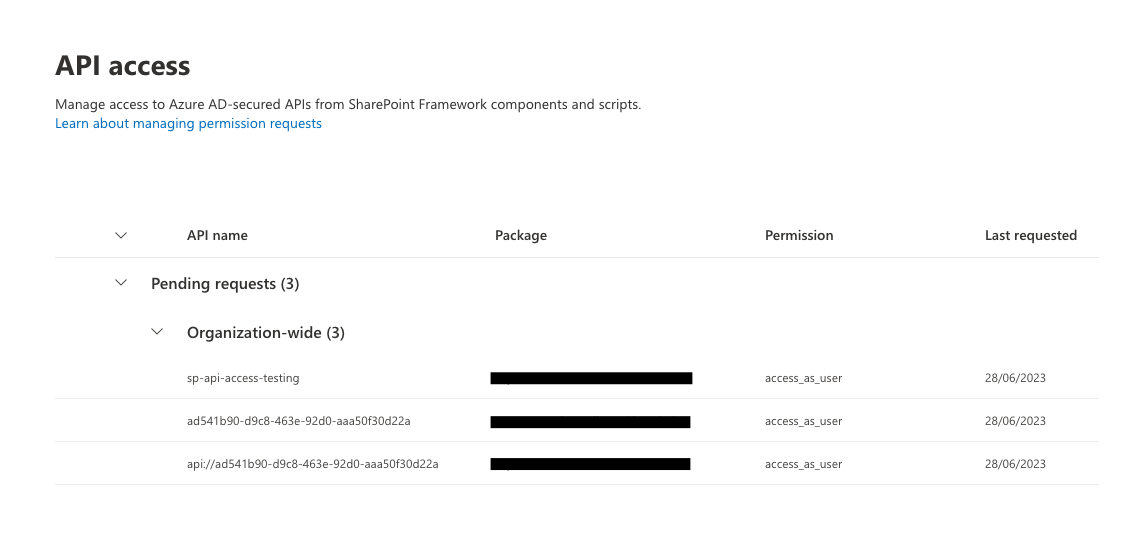 API access
Manage access to Azure AD-secured APIs from SharePoint Framework components and scripts.
Learn about managing permission requests
API name Package Permission Last requested
Pending requests (3)
Organization-wide (3)
sp-api-access-testing access_as_user 28/06/2023
ad541b90-d9c8-463e-92d0-aaa50f30d22a access_as_user 28/06/2023
api://ad541b90-d9c8-463e-92d0-aaa50f30d22a access_as_user 28/06/2023